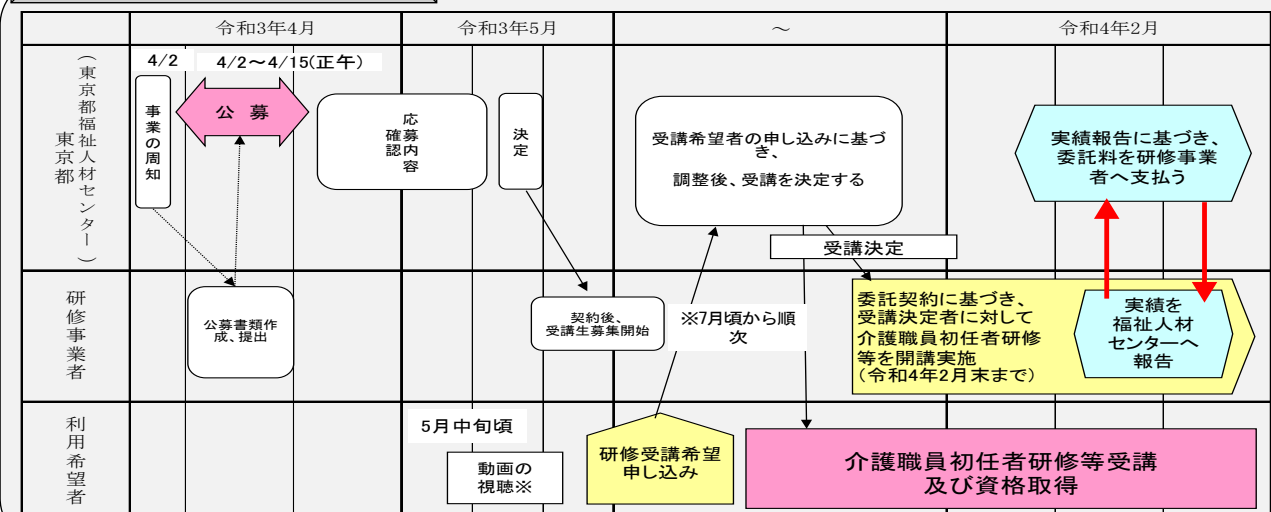 令和3年4月
令和3年5月
～
令和4年2月
東京都
（東京都福祉人材センター）
4/2
4/2～4/15(正午)
事業の周知
公 募
応募内容
確認
決定
受講希望者の申し込みに基づ
き、
調整後、受講を決定する
実績報告に基づき、
委託料を研修事業
者へ支払う
受講決定
研修事業者
公募書類作
成、提出
契約後、
受講生募集開始
※7月頃から順
次
委託契約に基づき、
受講決定者に対して
介護職員初任者研修
等を開講実施
(令和4年2月末まで)
実績を
福祉人材
センターへ
報告
利用希望者
5月中旬頃
動画の
視聴※
研修受講希望
申し込み
介護職員初任者研修等受講
及び資格取得